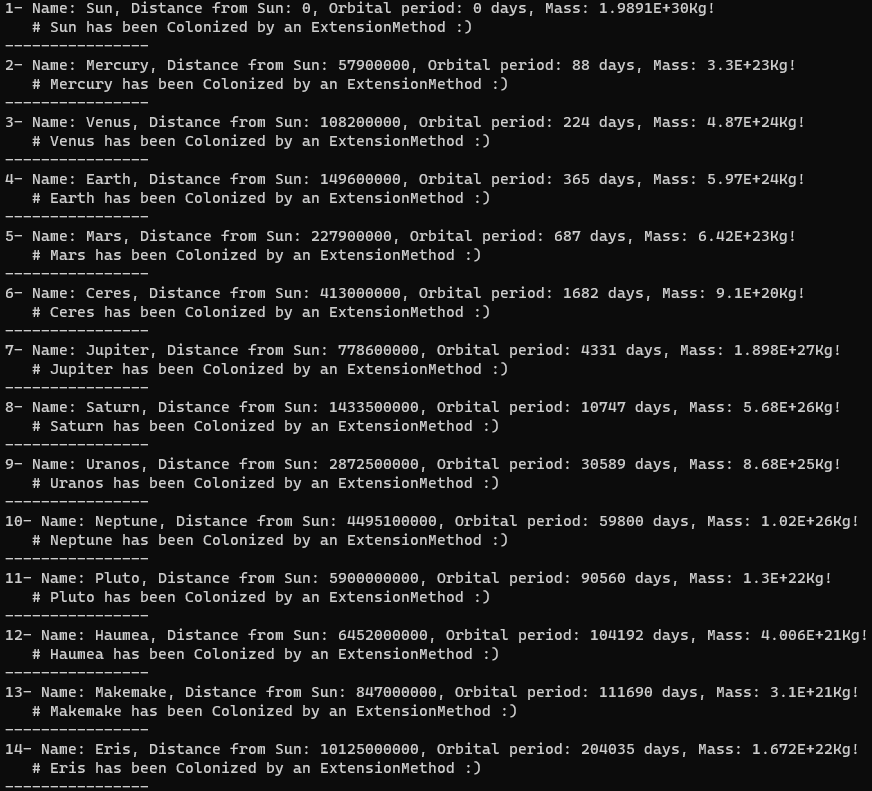 1- Name: Sun, Distance from Sun: 0, Orbital period: 0 days, Mass: 1.9891E+30Kg!
# Sun has been Colonized by an ExtensionMethod :)
----------------
2- Name: Mercury, Distance from Sun: 57900000, Orbital period: 88 days, Mass: 3.3E+23Kg!
# Mercury has been Colonized by an ExtensionMethod :)
----------------
3- Name: Venus, Distance from Sun: 108200000, Orbital period: 224 days, Mass: 4.87E+24Kg!
# Venus has been Colonized by an ExtensionMethod :)
----------------
4- Name: Earth, Distance from Sun: 149600000, Orbital period: 365 days, Mass: 5.97E+24Kg!
# Earth has been Colonized by an ExtensionMethod :)
----------------
5- Name: Mars, Distance from Sun: 227900000, Orbital period: 687 days, Mass: 6.42E+23Kg!
# Mars has been Colonized by an ExtensionMethod :)
----------------
6- Name: Ceres, Distance from Sun: 413000000, Orbital period: 1682 days, Mass: 9.1E+20Kg!
# Ceres has been Colonized by an ExtensionMethod :)
----------------
7- Name: Jupiter, Distance from Sun: 778600000, Orbital period: 4331 days, Mass: 1.898E+27Kg!
# Jupiter has been Colonized by an ExtensionMethod :)
----------------
8- Name: Saturn, Distance from Sun: 1433500000, Orbital period: 10747 days, Mass: 5.68E+26Kg!
# Saturn has been Colonized by an ExtensionMethod :)
----------------
9- Name: Uranos, Distance from Sun: 2872500000, Orbital period: 30589 days, Mass: 8.68E+25Kg!
# Uranos has been Colonized by an ExtensionMethod :)
----------------
10- Name: Neptune, Distance from Sun: 4495100000, Orbital period: 59800 days, Mass: 1.02E+26Kg!
# Neptune has been Colonized by an ExtensionMethod :)
----------------
11- Name: Pluto, Distance from Sun: 5900000000, Orbital period: 90560 days, Mass: 1.3E+22Kg!
# Pluto has been Colonized by an ExtensionMethod :)
----------------
12- Name: Haumea, Distance from Sun: 6452000000, Orbital period: 104192 days, Mass: 4.006E+21Kg!
# Haumea has been Colonized by an ExtensionMethod :)
----------------
13- Name: Makemake, Distance from Sun: 847000000, Orbital period: 111690 days, Mass: 3.1E+21Kg!
# Makemake has been Colonized by an ExtensionMethod :)
----------------
14- Name: Eris, Distance from Sun: 10125000000, Orbital period: 204035 days, Mass: 1.672E+22Kg!
# Eris has been Colonized by an ExtensionMethod :)
----------------